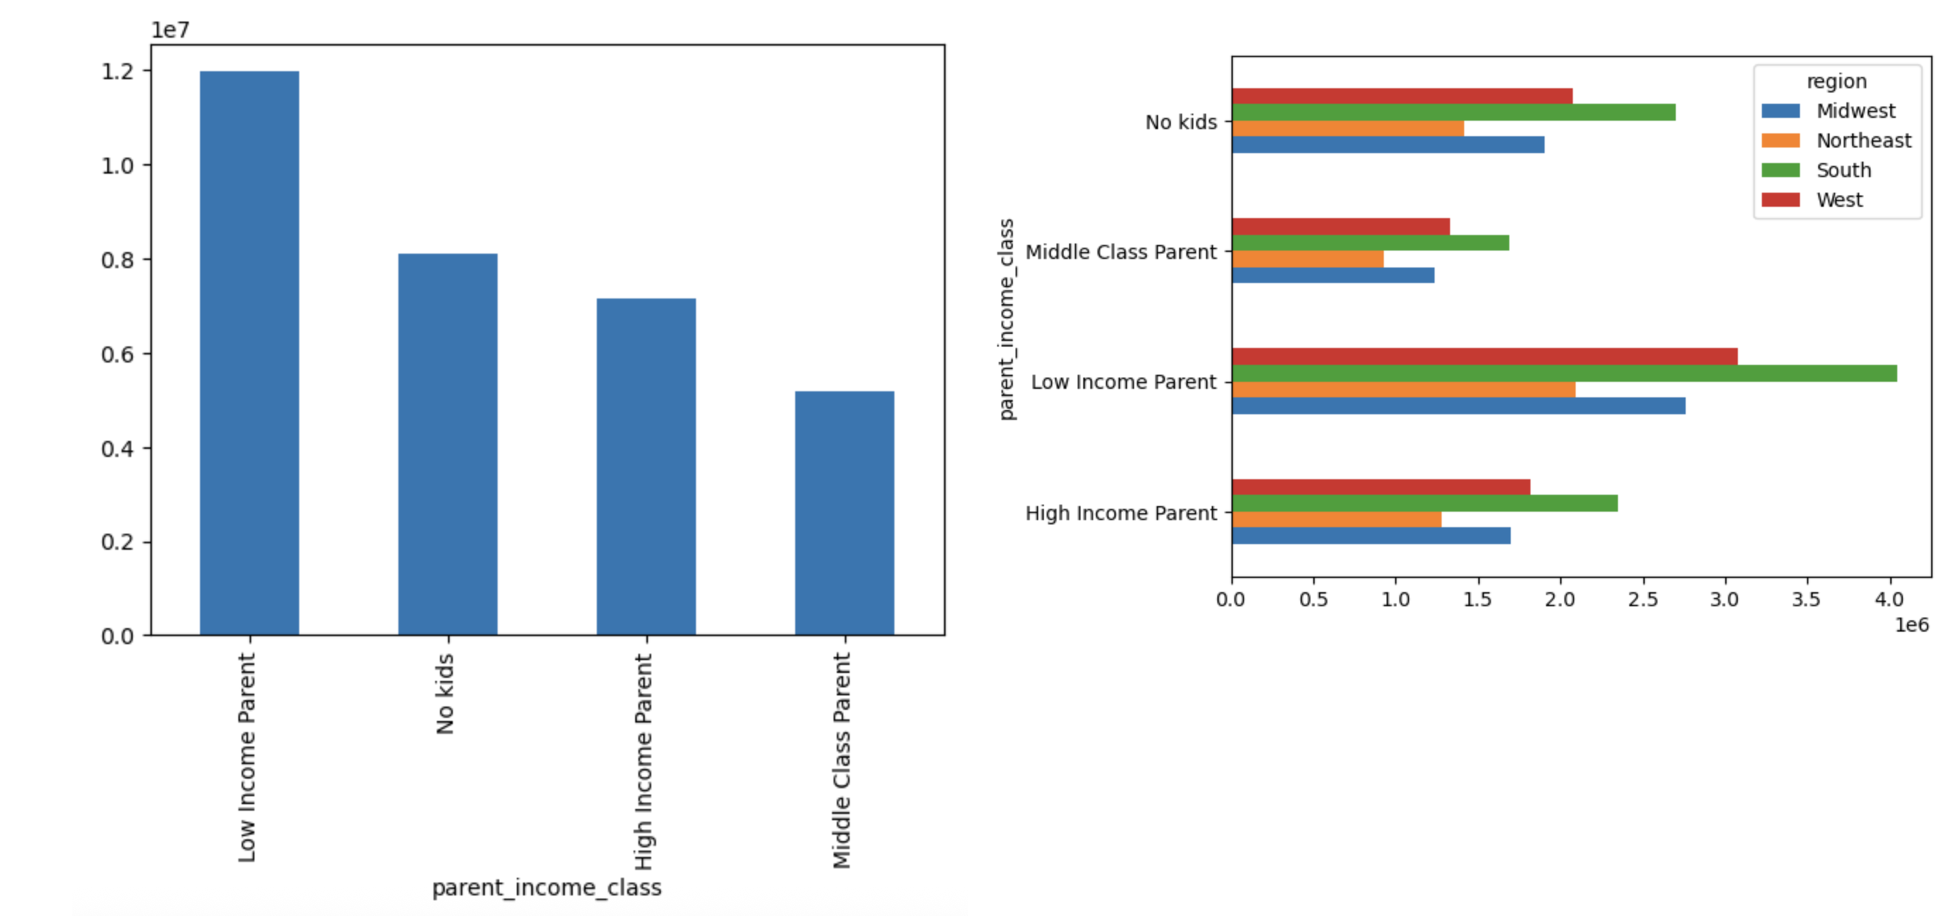 1e7
1.2
1.0
0.8
0.6
0.4
0.2
0.0
Low Income Parent
No kids
High Income Parent
Middle Class Parent
parent_income_class
region
Midwest
Northeast
South
West
parent_income_class
No kids
Middle Class Parent
Low Income Parent
High Income Parent
0.0 0.5 1.0 1.5 2.0 2.5 3.0 3.5 4.0
1e6